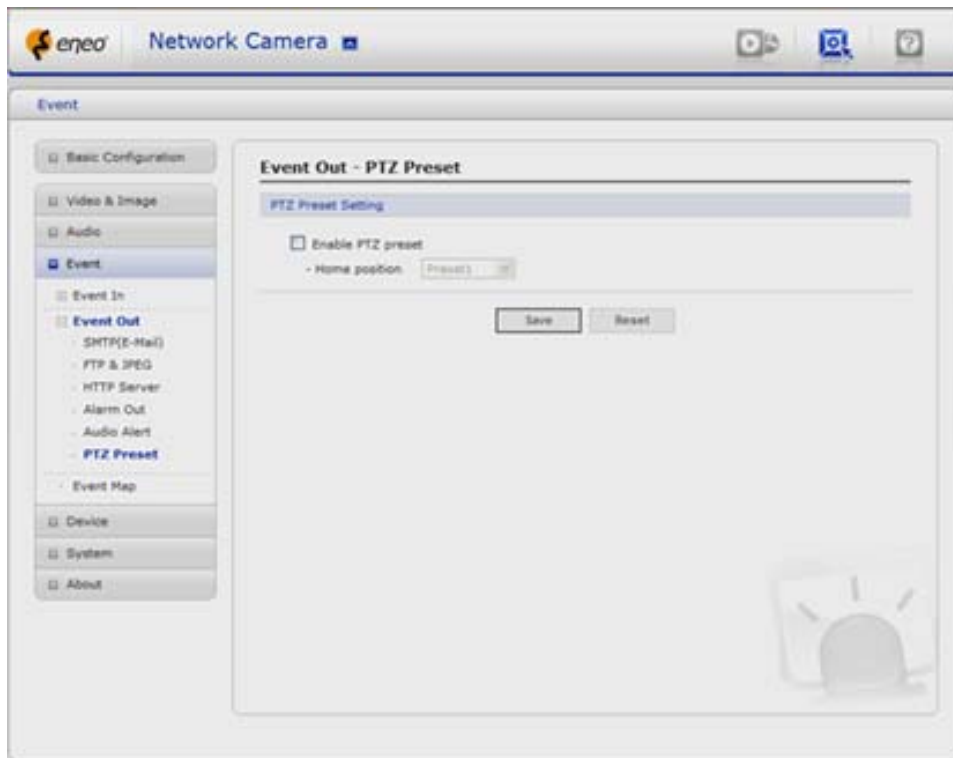 eneo
Network Camera
Event
Basic Configuration
Video & Image
Audio
Event
Event In
Event Out
SMTP(E-Mail)
FTP & JPEG
HTTP Server
Alarm Out
Audio Alert
PTZ Preset
Event Map
Device
System
About
Event Out - PTZ Preset
PTZ Preset Setting
Enable PTZ preset
- Home position Preset1
Save Reset